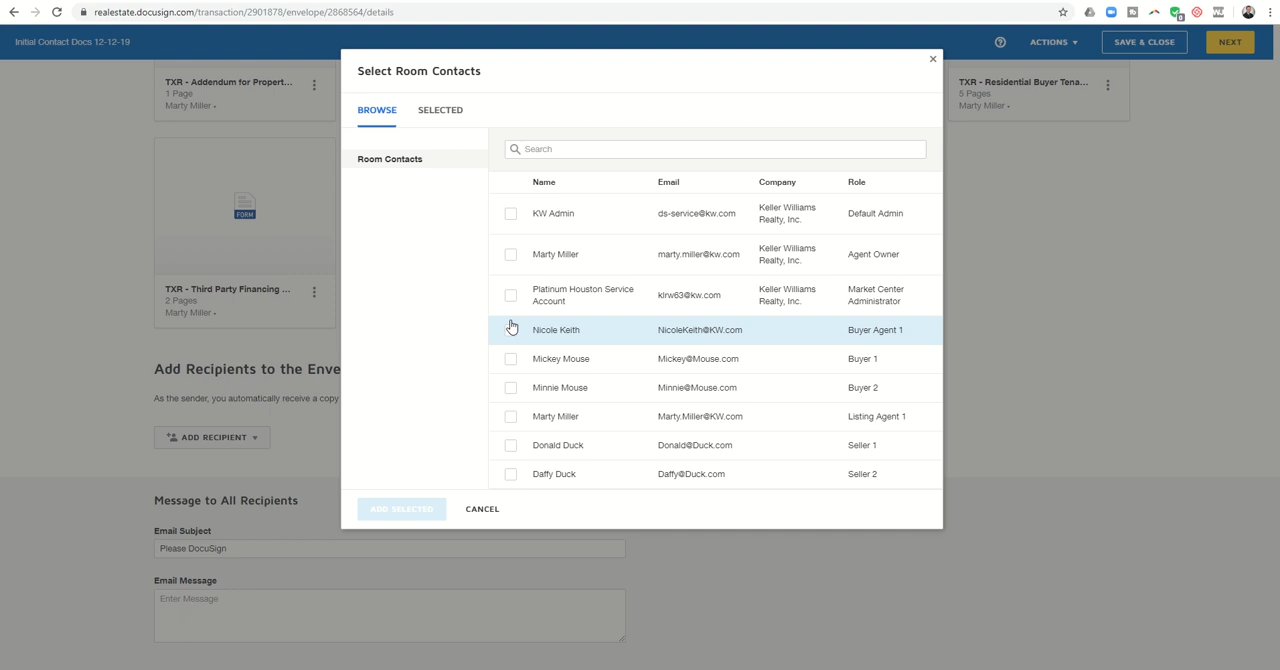 realestate.docusign.com/transaction/2901878/envelope/2868564/details
0
Initial Contact Docs 12-12-19
ACTIONS
SAVE & CLOSE
NEXT
TXR - Addendum for Propert...
1 Page
Marty Miller •
TXR - Residential Buyer Tena...
5 Pages
Marty Miller •
FORM
TXR - Third Party Financing ...
2 Pages
Marty Miller •
Add Recipients to the Enve
As the sender, you automatically receive a copy
ADD RECIPIENT
Message to All Recipients
Email Subject
Please DocuSign
Email Message
Enter Message
Select Room Contacts
×
BROWSE SELECTED
Room Contacts
Search
Name Email Company Role
KW Admin ds-service@kw.com Keller Williams Realty, Inc. Default Admin
Marty Miller marty.miller@kw.com Keller Williams Realty, Inc. Agent Owner
Platinum Houston Service Account klrw63@kw.com Keller Williams Realty, Inc. Market Center Administrator
Nicole Keith NicoleKeith@KW.com Buyer Agent 1
Mickey Mouse Mickey@Mouse.com Buyer 1
Minnie Mouse Minnie@Mouse.com Buyer 2
Marty Miller Marty.Miller@KW.com Listing Agent 1
Donald Duck Donald@Duck.com Seller 1
Daffy Duck Daffy@Duck.com Seller 2
ADD SELECTED CANCEL